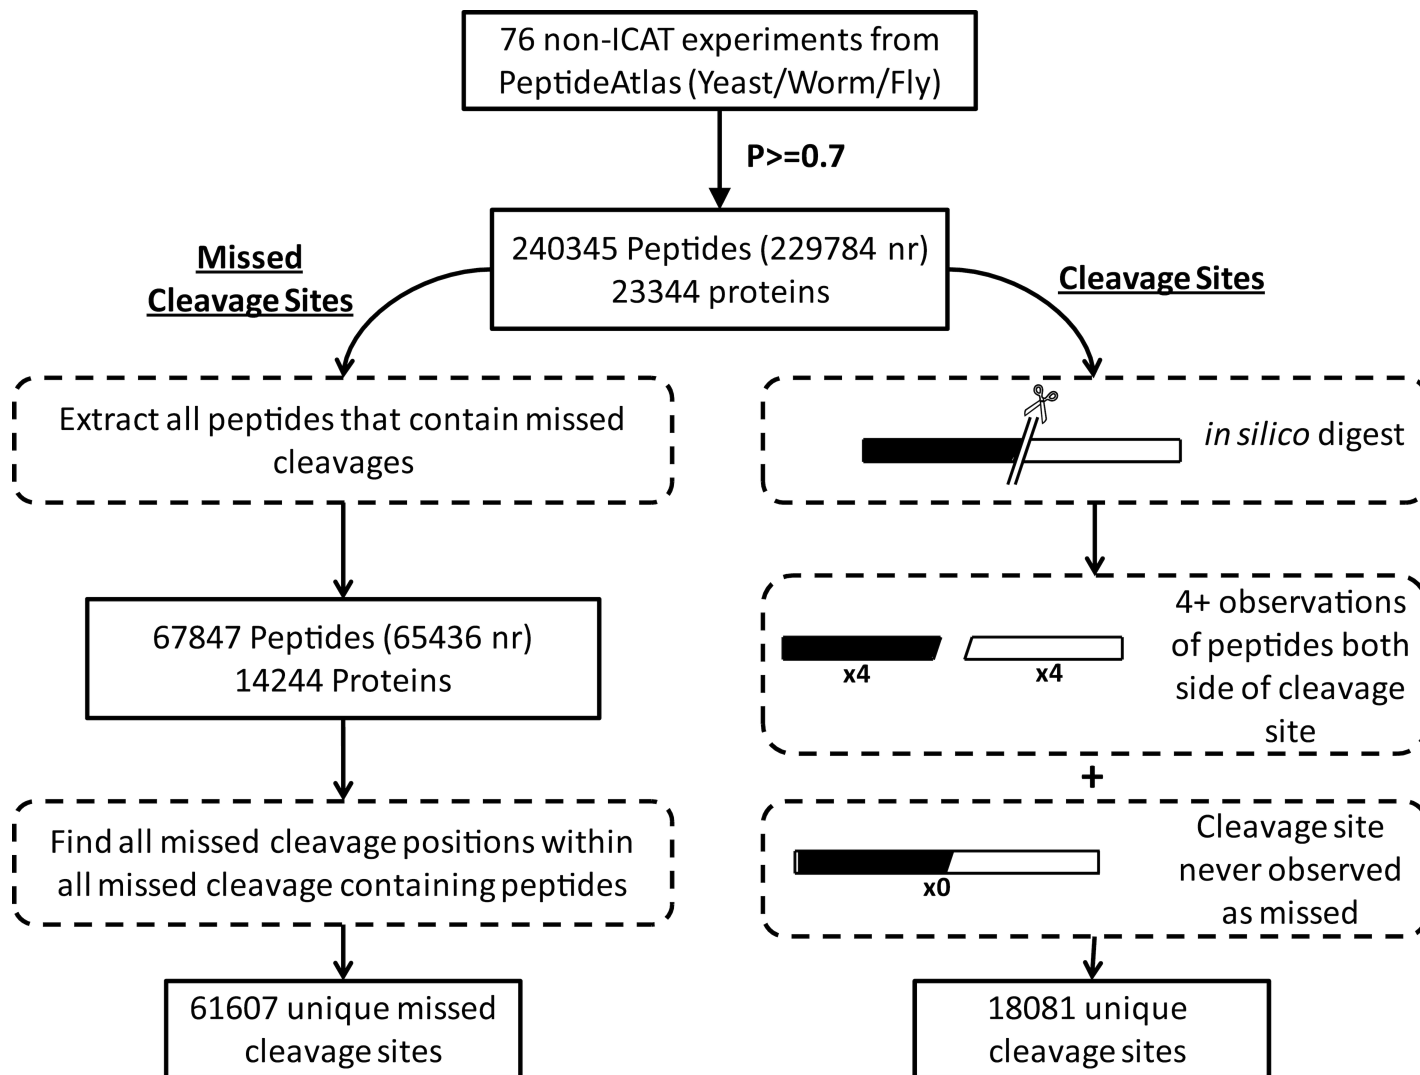 76 non-ICAT experiments from
PeptideAtlas (Yeast/Worm/Fly)
P>=0.7
240345 Peptides (229784 nr)
23344 proteins
Missed
Cleavage Sites
Cleavage Sites
Extract all peptides that contain missed
cleavages
in silico digest
67847 Peptides (65436 nr)
14244 Proteins
4+ observations
of peptides both
side of cleavage
site
x4
x4
+
Find all missed cleavage positions within
all missed cleavage containing peptides
Cleavage site
never observed
as missed
x0
61607 unique missed
cleavage sites
18081 unique
cleavage sites